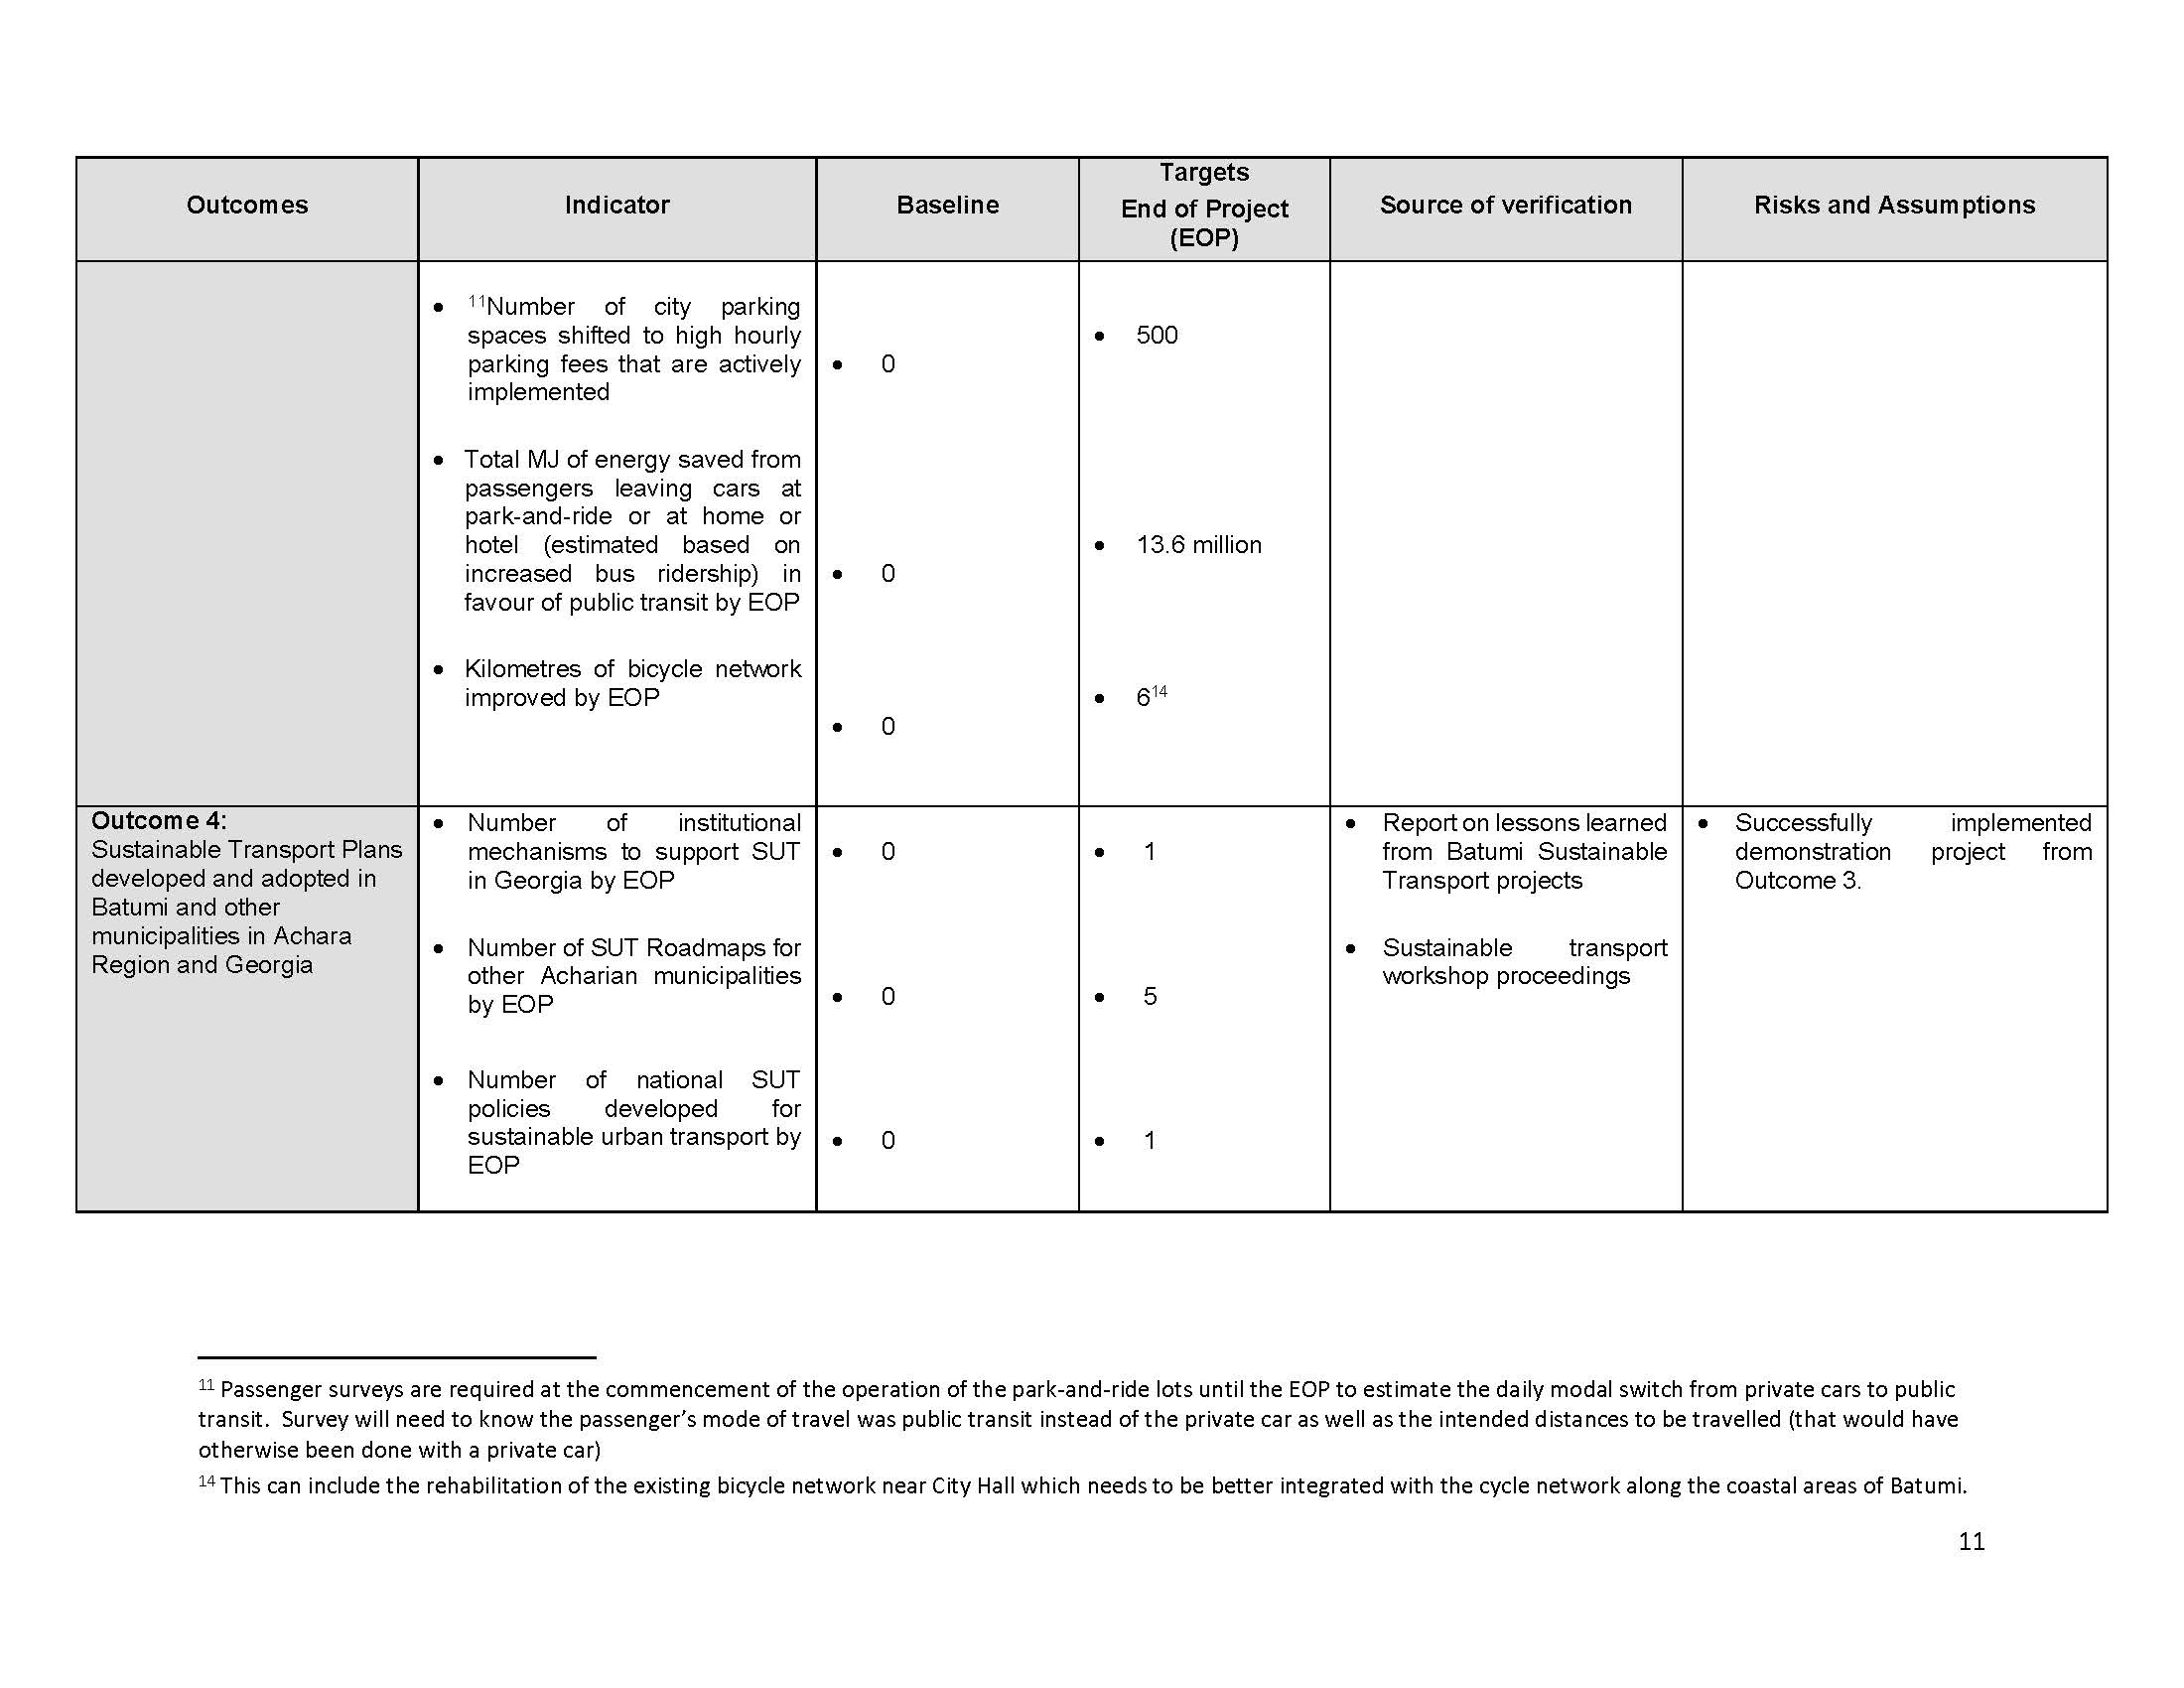 Outcomes
Indicator
Baseline
Targets
End of Project
(EOP)
Source of verification
Risks and Assumptions
• ¹¹Number of city parking
spaces shifted to high hourly
parking fees that are actively
implemented
• Total MJ of energy saved from
passengers leaving cars at
park-and-ride or at home or
hotel (estimated based on
increased bus ridership) in
favour of public transit by EOP
• Kilometres of bicycle network
improved by EOP
• 0
• 0
• 0
• 500
• 13.6 million
• 6¹⁴
Outcome 4:
Sustainable Transport Plans
developed and adopted in
Batumi and other
municipalities in Achara
Region and Georgia
• Number of institutional
mechanisms to support SUT
in Georgia by EOP
• Number of SUT Roadmaps for
other Acharian municipalities
by EOP
• Number of national SUT
policies developed for
sustainable urban transport by
EOP
• 0
• 0
• 0
• 1
• 5
• 1
• Report on lessons learned
from Batumi Sustainable
Transport projects
• Sustainable transport
workshop proceedings
• Successfully implemented
demonstration project from
Outcome 3.
¹¹ Passenger surveys are required at the commencement of the operation of the park-and-ride lots until the EOP to estimate the daily modal switch from private cars to public
transit. Survey will need to know the passenger’s mode of travel was public transit instead of the private car as well as the intended distances to be travelled (that would have
otherwise been done with a private car)
¹⁴ This can include the rehabilitation of the existing bicycle network near City Hall which needs to be better integrated with the cycle network along the coastal areas of Batumi.
11